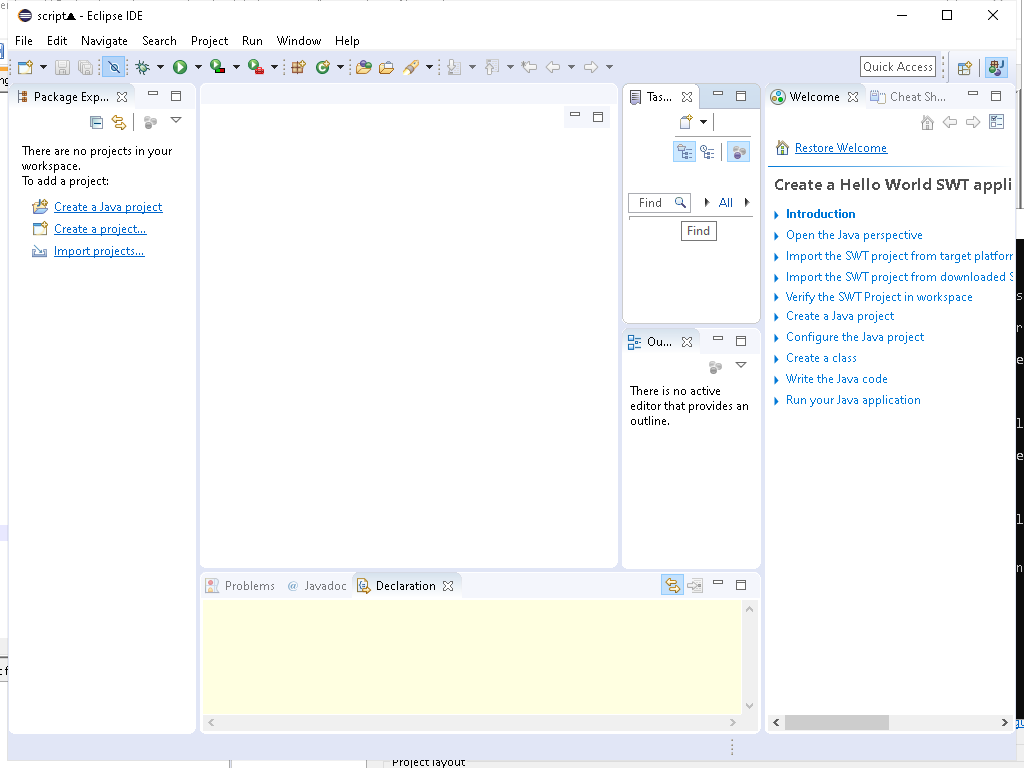 script▲ - Eclipse IDE
File Edit Navigate Search Project Run Window Help
Quick Access
Package Exp...
There are no projects in your
workspace.
To add a project:
Create a Java project
Create a project...
Import projects...
Tas...
Find
All
Find
Ou...
There is no active
editor that provides an
outline.
Welcome
Cheat Sh...
Restore Welcome
Create a Hello World SWT appli
Introduction
Open the Java perspective
Import the SWT project from target platform
Import the SWT project from downloaded S
Verify the SWT Project in workspace
Create a Java project
Configure the Java project
Create a class
Write the Java code
Run your Java application
Problems
@ Javadoc
Declaration
Project layout